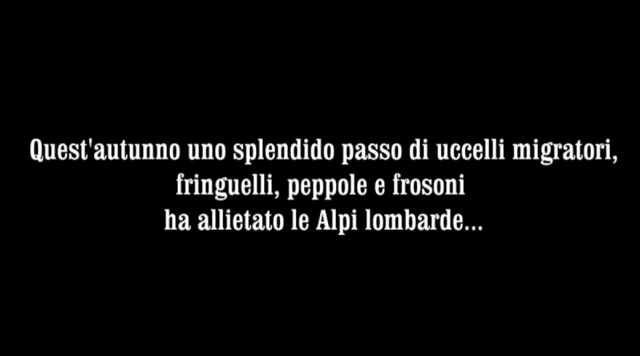 Quest'autunno uno splendido passo di uccelli migratori,
fringuelli, peppole e frosoni
ha allietato le Alpi lombarde...